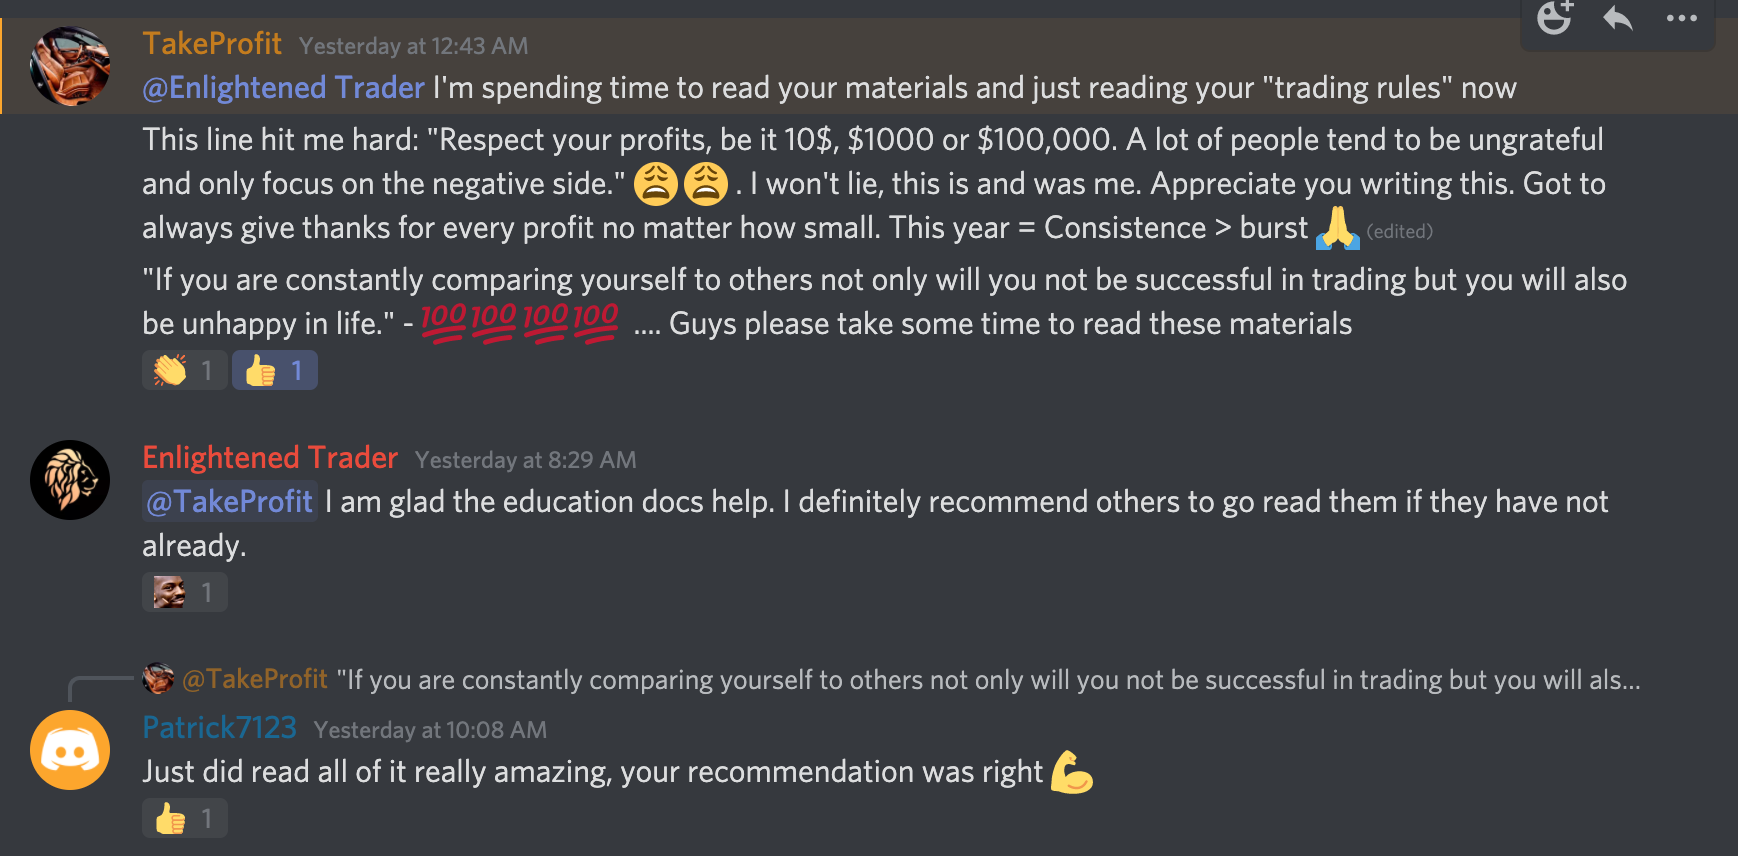 TakeProfit Yesterday at 12:43 AM
@Enlightened Trader I'm spending time to read your materials and just reading your "trading rules" now
This line hit me hard: "Respect your profits, be it 10$, $1000 or $100,000. A lot of people tend to be ungrateful
and only focus on the negative side." 😩😩 . I won't lie, this is and was me. Appreciate you writing this. Got to
always give thanks for every profit no matter how small. This year = Consistence > burst 🙏 (edited)
"If you are constantly comparing yourself to others not only will you not be successful in trading but you will also
be unhappy in life." - 💯💯💯💯 .... Guys please take some time to read these materials
👏 1 👍 1
Enlightened Trader Yesterday at 8:29 AM
@TakeProfit I am glad the education docs help. I definitely recommend others to go read them if they have not
already.
1
@TakeProfit "If you are constantly comparing yourself to others not only will you not be successful in trading but you will als...
Patrick7123 Yesterday at 10:08 AM
Just did read all of it really amazing, your recommendation was right 💪
👍 1